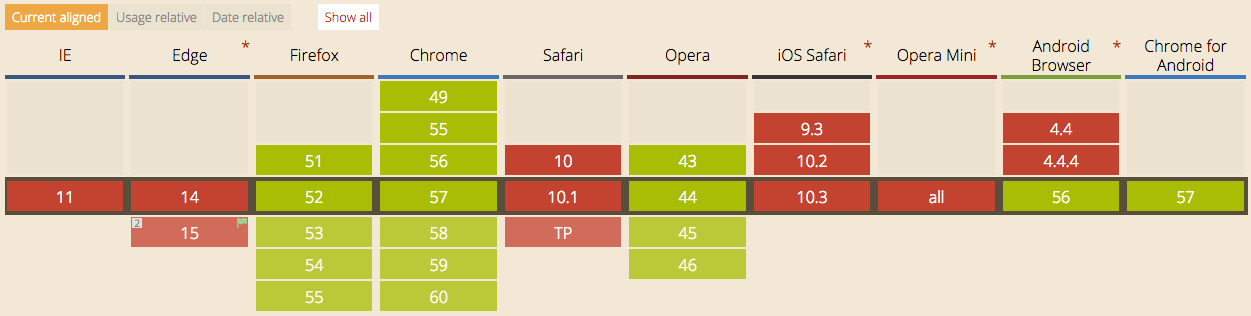 Current aligned Usage relative Date relative Show all
IE Edge * Firefox Chrome Safari Opera iOS Safari * Opera Mini * Android Browser * Chrome for Android
49
55 9.3 4.4
51 56 10 43 10.2 4.4.4
11 14 52 57 10.1 44 10.3 all 56 57
2 15 53 58 TP 45
54 59 46
55 60